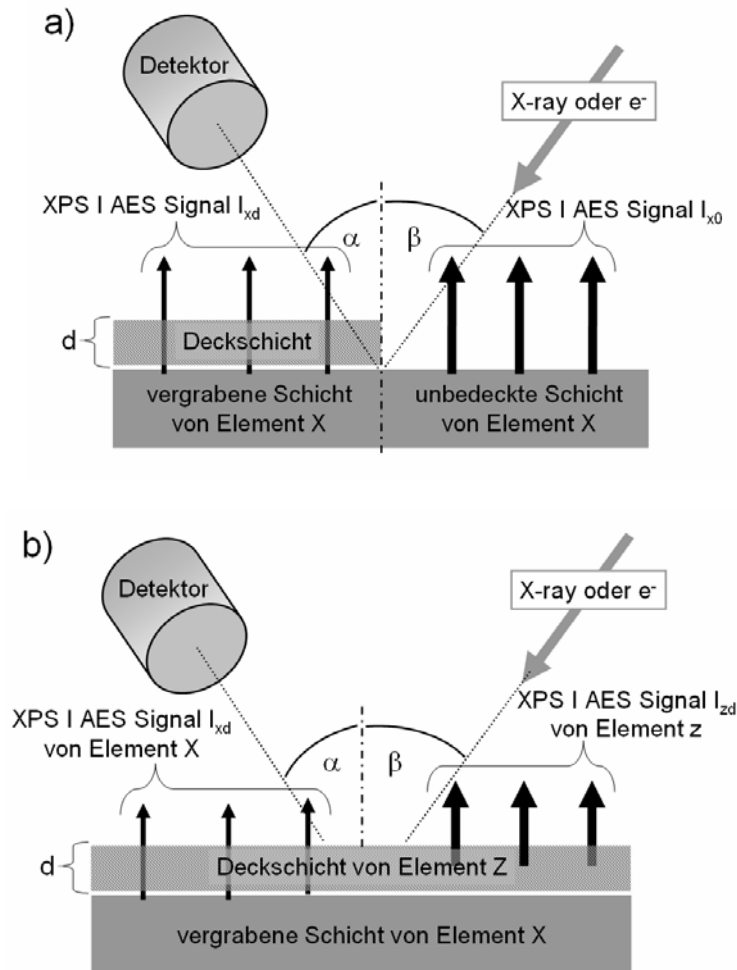 a)
Detektor
X-ray oder e-
XPS I AES Signal Ixd
XPS I AES Signal Ix0
α
β
d
Deckschicht
vergrabene Schicht
von Element X
unbedeckte Schicht
von Element X
b)
Detektor
X-ray oder e-
XPS I AES Signal Ixd
von Element X
XPS I AES Signal Izd
von Element z
α
β
d
Deckschicht von Element Z
vergrabene Schicht von Element X